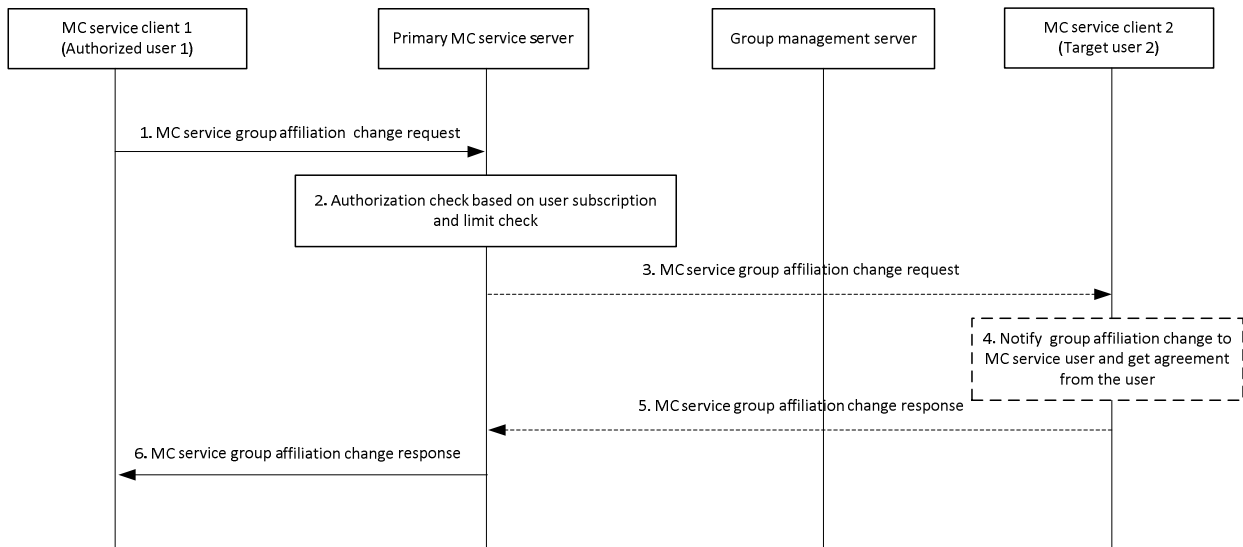 MC service client 1
(Authorized user 1)
Primary MC service server
Group management server
MC service client 2
(Target user 2)
1. MC service group affiliation change request
2. Authorization check based on user subscription
and limit check
3. MC service group affiliation change request
4. Notify group affiliation change to
MC service user and get agreement
from the user
5. MC service group affiliation change response
6. MC service group affiliation change response